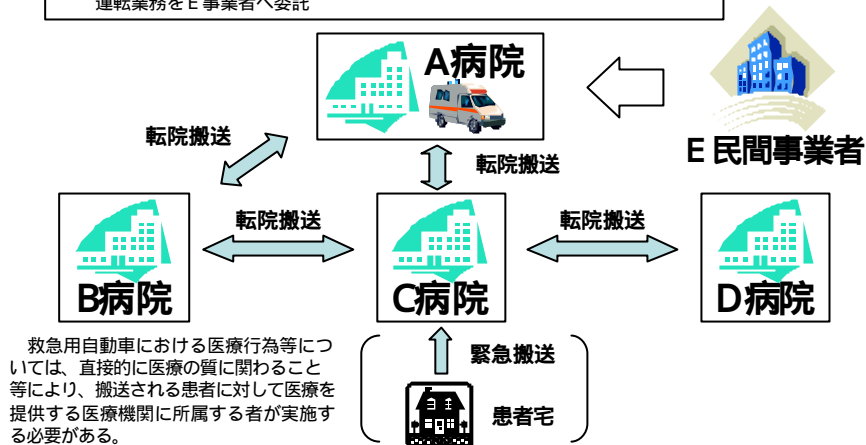 運転業務をE事業者へ委託
A病院
E民間事業者
転院搬送
転院搬送
転院搬送
転院搬送
B病院
C病院
D病院
救急用自動車における医療行為等につ
いては、直接的に医療の質に関わること
等により、搬送される患者に対して医療を
提供する医療機関に所属する者が実施す
る必要がある。
緊急搬送
患者宅